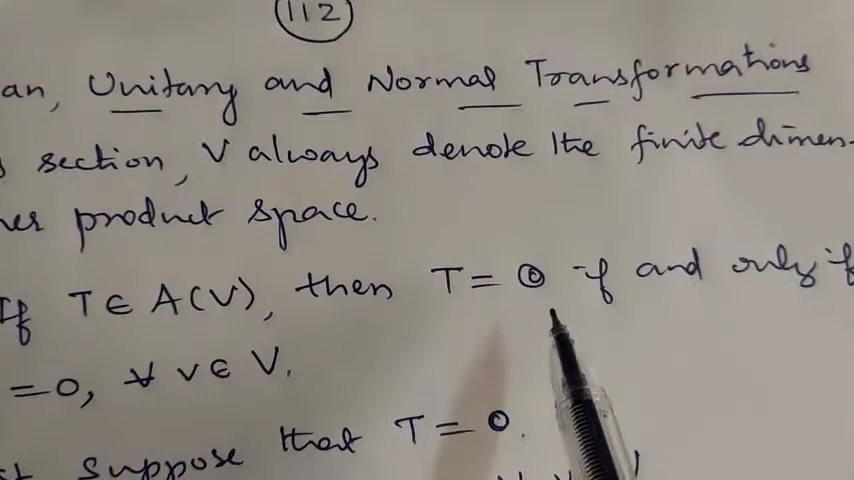 112
an, Unitary and Normal Transformations
s section, V always denote the finite dimen-
ner product space.
If T ∈ A(V), then T = 0 if and only if
= 0, ∀ v ∈ V.
suppose that T = 0.